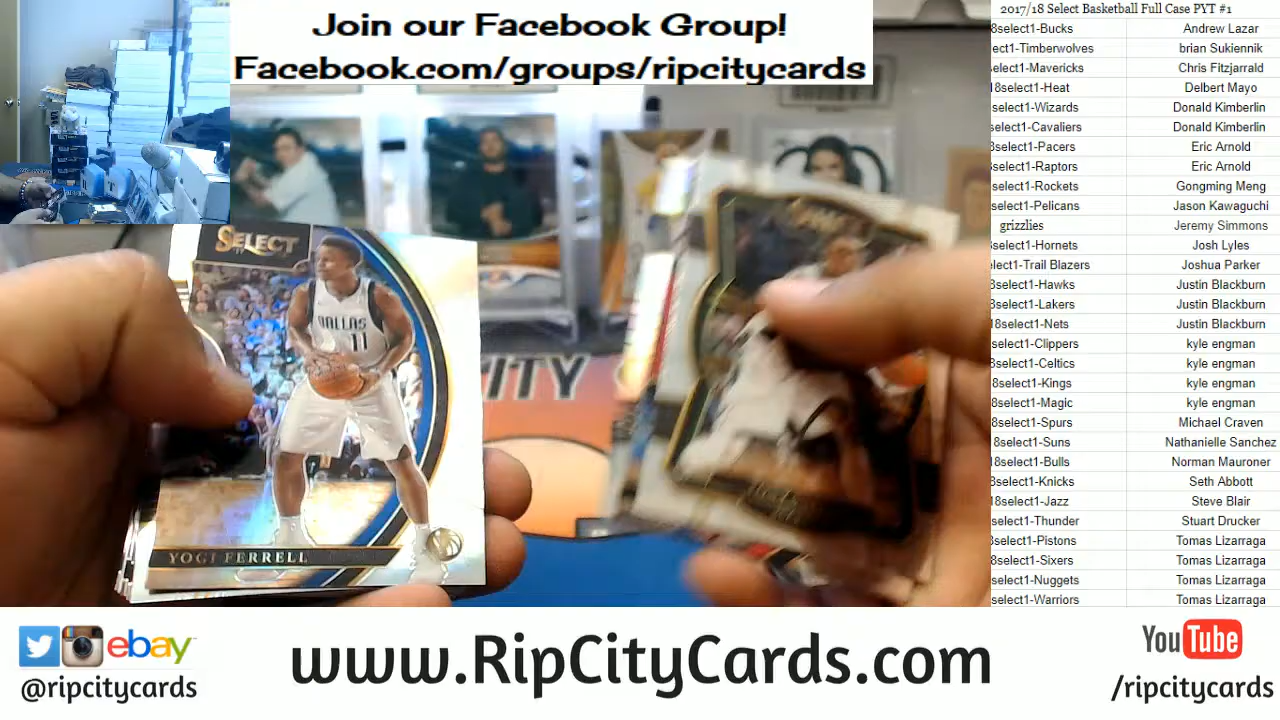 Join our Facebook Group!
Facebook.com/groups/ripcitycards
2017/18 Select Basketball Full Case PYT #1
8select1-Bucks Andrew Lazar
ect1-Timberwolves brian Sukiennik
elect1-Mavericks Chris Fitzjarrald
18select1-Heat Delbert Mayo
select1-Wizards Donald Kimberlin
select1-Cavaliers Donald Kimberlin
8select1-Pacers Eric Arnold
select1-Raptors Eric Arnold
select1-Rockets Gongming Meng
select1-Pelicans Jason Kawaguchi
grizzlies Jeremy Simmons
select1-Hornets Josh Lyles
lect1-Trail Blazers Joshua Parker
8select1-Hawks Justin Blackburn
8select1-Lakers Justin Blackburn
18select1-Nets Justin Blackburn
select1-Clippers kyle engman
8select1-Celtics kyle engman
8select1-Kings kyle engman
8select1-Magic kyle engman
8select1-Spurs Michael Craven
8select1-Suns Nathanielle Sanchez
18select1-Bulls Norman Mauroner
select1-Knicks Seth Abbott
18select1-Jazz Steve Blair
select1-Thunder Stuart Drucker
select1-Pistons Tomas Lizarraga
8select1-Sixers Tomas Lizarraga
select1-Nuggets Tomas Lizarraga
select1-Warriors Tomas Lizarraga
SELECT
DALLAS
11
YOGI FERRELL
ITY
ebay
@ripcitycards
www.RipCityCards.com
YouTube
/ripcitycards